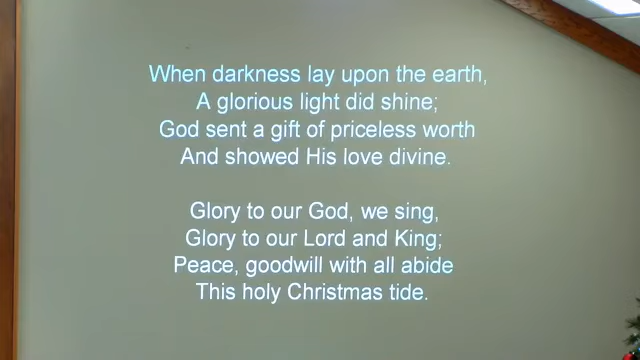 When darkness lay upon the earth,
A glorious light did shine;
God sent a gift of priceless worth
And showed His love divine.
Glory to our God, we sing,
Glory to our Lord and King;
Peace, goodwill with all abide
This holy Christmas tide.